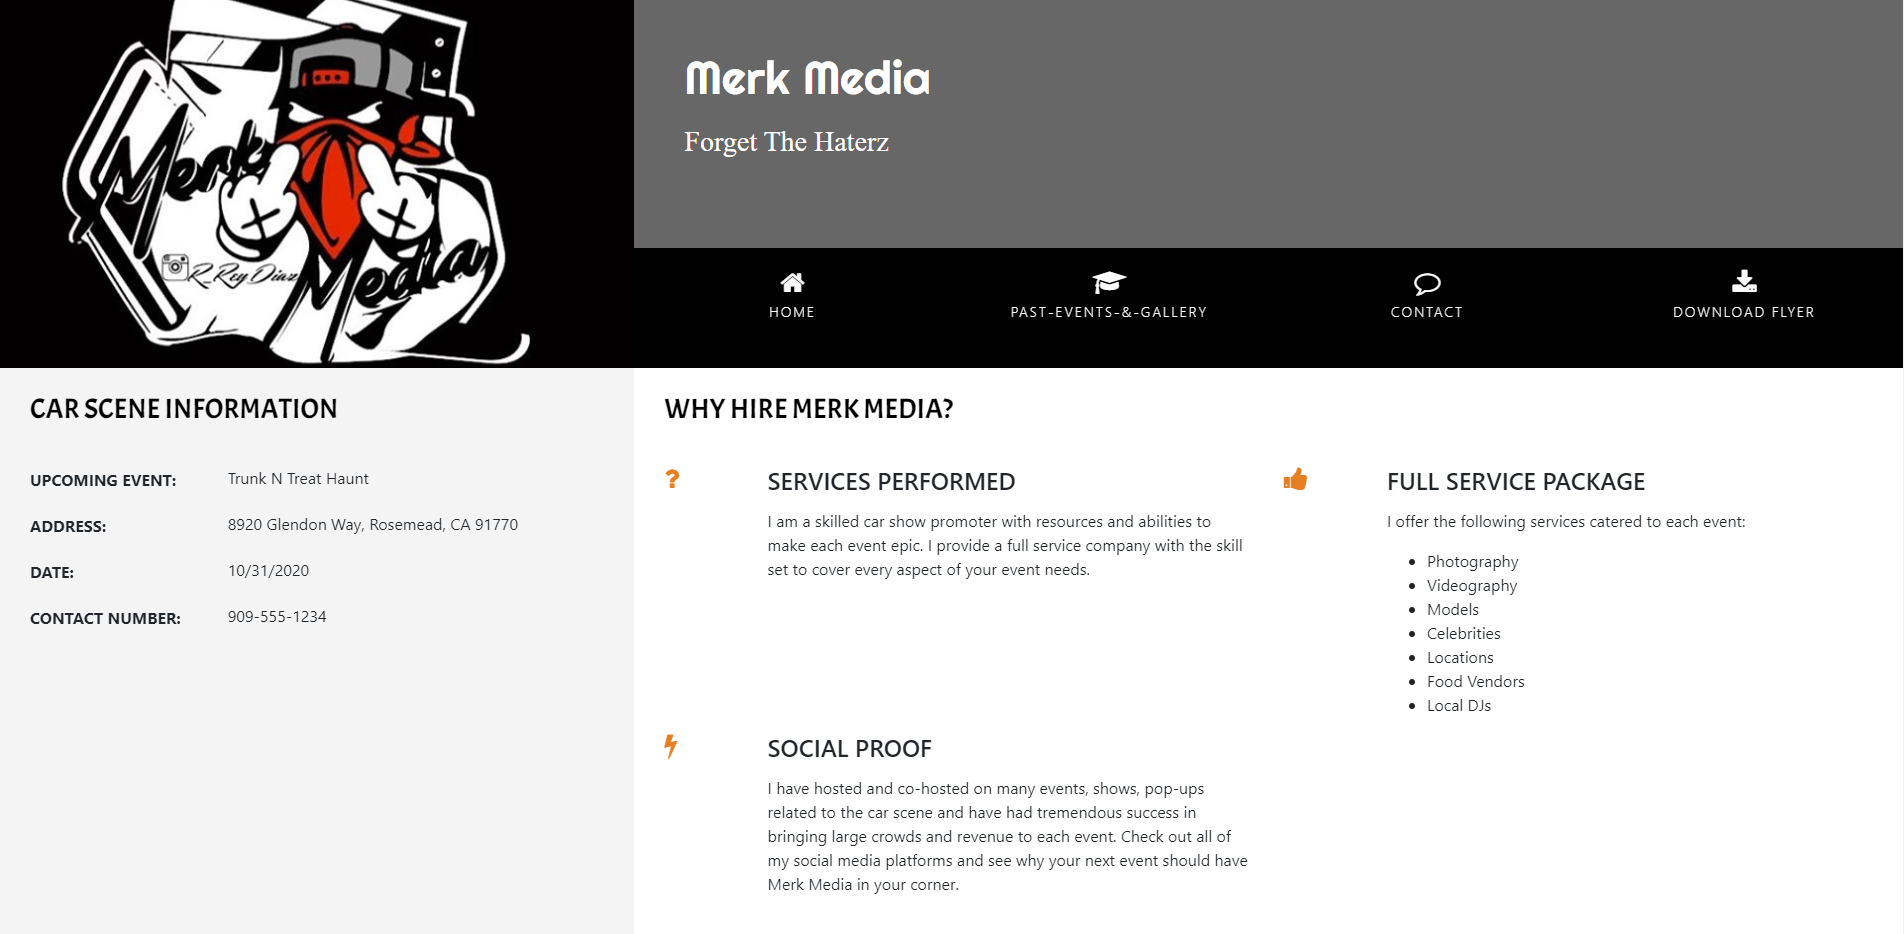 Merk
Media
R_Rey Diaz
Merk Media
Forget The Haterz
HOME
PAST-EVENTS-&-GALLERY
CONTACT
DOWNLOAD FLYER
CAR SCENE INFORMATION
UPCOMING EVENT: Trunk N Treat Haunt
ADDRESS: 8920 Glendon Way, Rosemead, CA 91770
DATE: 10/31/2020
CONTACT NUMBER: 909-555-1234
WHY HIRE MERK MEDIA?
SERVICES PERFORMED
I am a skilled car show promoter with resources and abilities to
make each event epic. I provide a full service company with the skill
set to cover every aspect of your event needs.
FULL SERVICE PACKAGE
I offer the following services catered to each event:
Photography
Videography
Models
Celebrities
Locations
Food Vendors
Local DJs
SOCIAL PROOF
I have hosted and co-hosted on many events, shows, pop-ups
related to the car scene and have had tremendous success in
bringing large crowds and revenue to each event. Check out all of
my social media platforms and see why your next event should have
Merk Media in your corner.